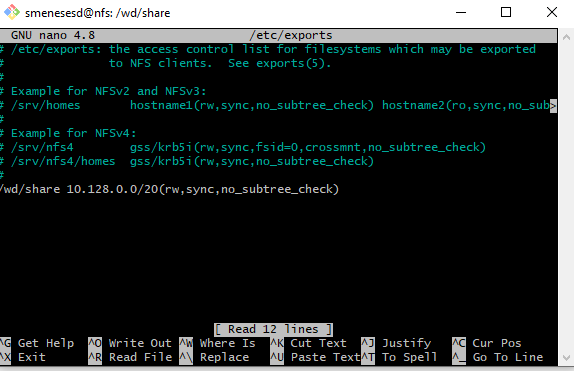 smenesesd@nfs: /wd/share
GNU nano 4.8 /etc/exports
# /etc/exports: the access control list for filesystems which may be exported
# to NFS clients. See exports(5).
#
# Example for NFSv2 and NFSv3:
# /srv/homes hostname1(rw,sync,no_subtree_check) hostname2(ro,sync,no_sub>
#
# Example for NFSv4:
# /srv/nfs4 gss/krb5i(rw,sync,fsid=0,crossmnt,no_subtree_check)
# /srv/nfs4/homes gss/krb5i(rw,sync,no_subtree_check)
#
/wd/share 10.128.0.0/20(rw,sync,no_subtree_check)
[ Read 12 lines ]
^G Get Help ^O Write Out ^W Where Is ^K Cut Text ^J Justify ^C Cur Pos
^X Exit ^R Read File ^\ Replace ^U Paste Text ^T To Spell ^_ Go To Line